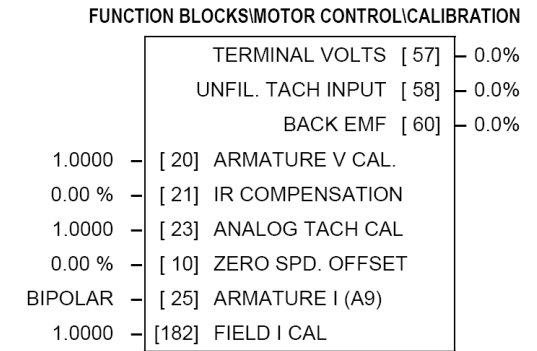 FUNCTION BLOCKS\MOTOR CONTROL\CALIBRATION
TERMINAL VOLTS [ 57] – 0.0%
UNFIL. TACH INPUT [ 58] – 0.0%
BACK EMF [ 60] – 0.0%
1.0000 – [ 20] ARMATURE V CAL.
0.00 % – [ 21] IR COMPENSATION
1.0000 – [ 23] ANALOG TACH CAL
0.00 % – [ 10] ZERO SPD. OFFSET
BIPOLAR – [ 25] ARMATURE I (A9)
1.0000 – [182] FIELD I CAL